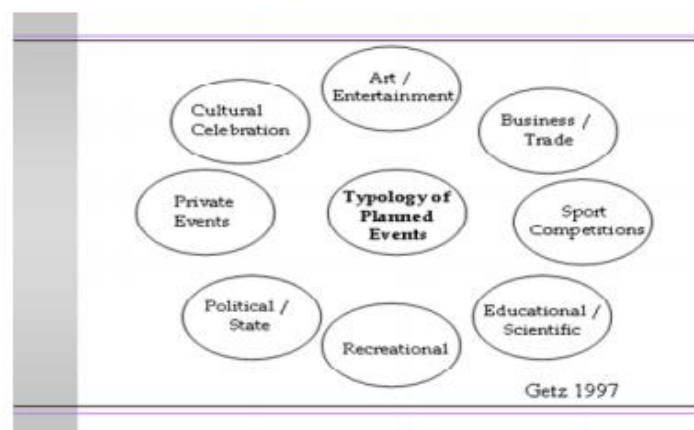 Art /
Entertainment
Cultural
Celebration
Business /
Trade
Private
Events
Typology of
Planned
Events
Sport
Competitions
Political /
State
Educational /
Scientific
Recreational
Getz 1997